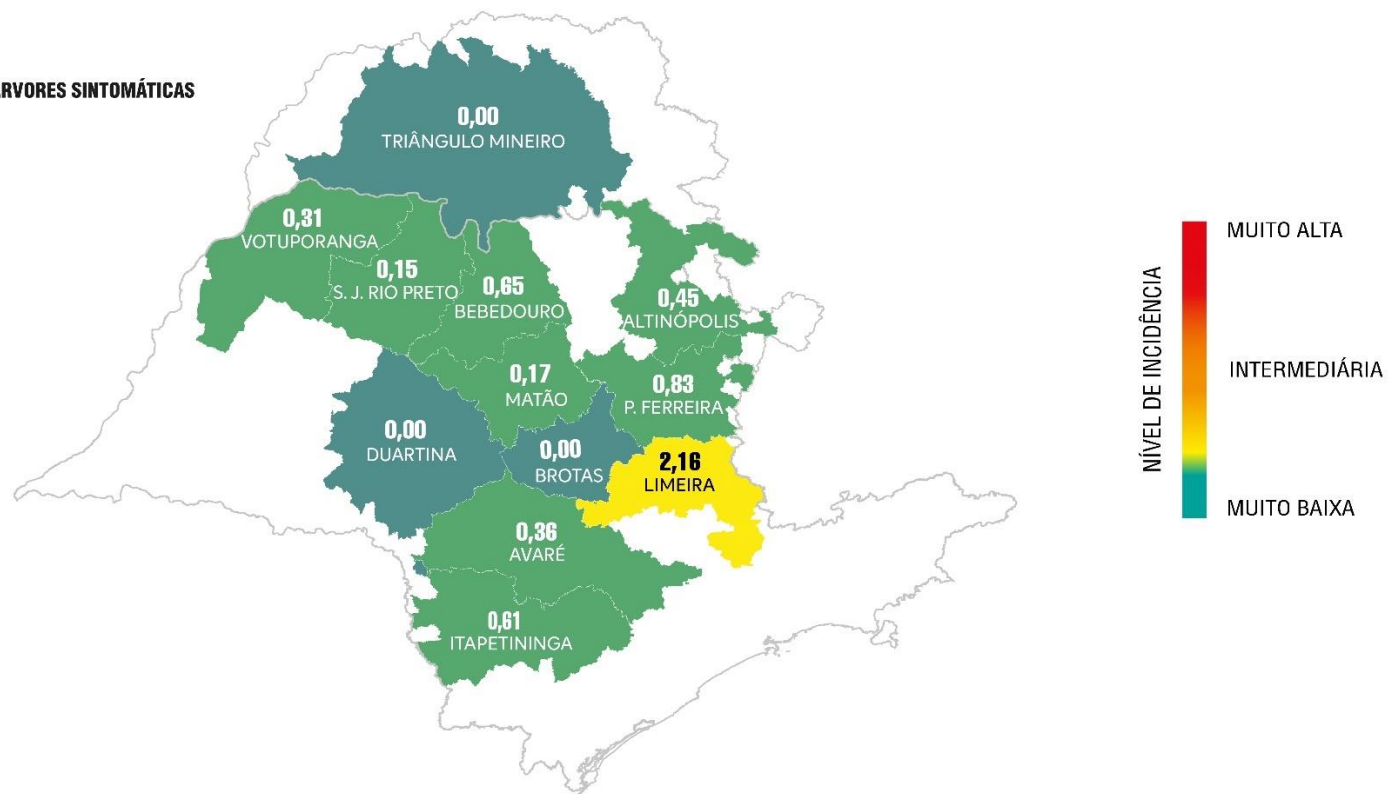 RVORES SINTOMÁTICAS
0,00
TRIÂNGULO MINEIRO
0,31
VOTUPORANGA
0,15
S. J. RIO PRETO
0,65
BEBEDOURO
0,45
ALTINÓPOLIS
0,17
MATÃO
0,83
P. FERREIRA
0,00
DUARTINA
0,00
BROTAS
2,16
LIMEIRA
0,36
AVARÉ
0,61
ITAPETININGA
NÍVEL DE INCIDÊNCIA
MUITO ALTA
INTERMEDIÁRIA
MUITO BAIXA